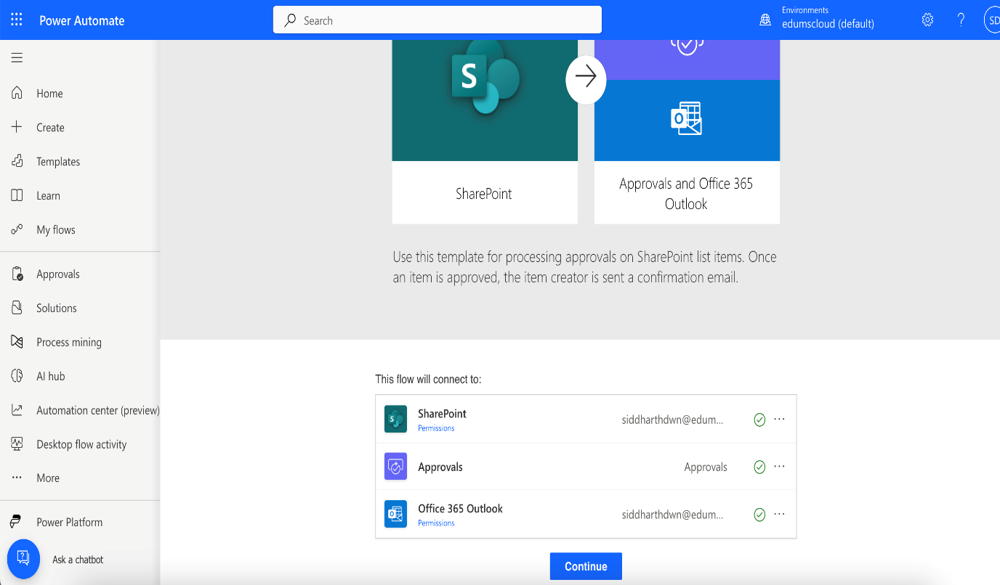 Power Automate
Search
Environments
edumscloud (default)
SD
Home
Create
Templates
Learn
My flows
Approvals
Solutions
Process mining
AI hub
Automation center (preview)
Desktop flow activity
More
Power Platform
Ask a chatbot
S
O
SharePoint
Approvals and Office 365
Outlook
Use this template for processing approvals on SharePoint list items. Once
an item is approved, the item creator is sent a confirmation email.
This flow will connect to:
S
SharePoint
Permissions
siddharthdwn@edum...
Approvals
Approvals
O
Office 365 Outlook
Permissions
siddharthdwn@edum...
Continue